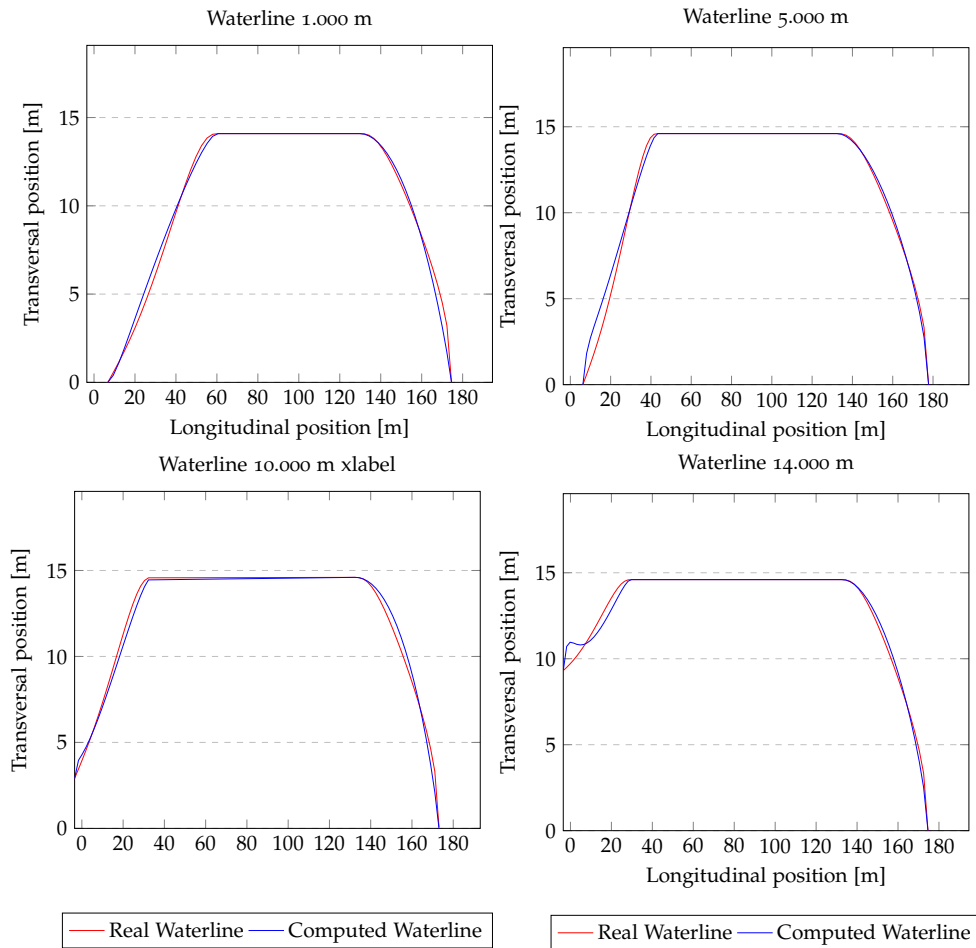 Waterline 1.000 m
Transversal position [m]
15
10
5
0
0 20 40 60 80 100 120 140 160 180
Longitudinal position [m]
Waterline 5.000 m
Transversal position [m]
15
10
5
0
0 20 40 60 80 100 120 140 160 180
Longitudinal position [m]
Waterline 10.000 m xlabel
Transversal position [m]
15
10
5
0
0 20 40 60 80 100 120 140 160 180
Waterline 14.000 m
Transversal position [m]
15
10
5
0
0 20 40 60 80 100 120 140 160 180
Longitudinal position [m]
Real Waterline Computed Waterline
Real Waterline Computed Waterline